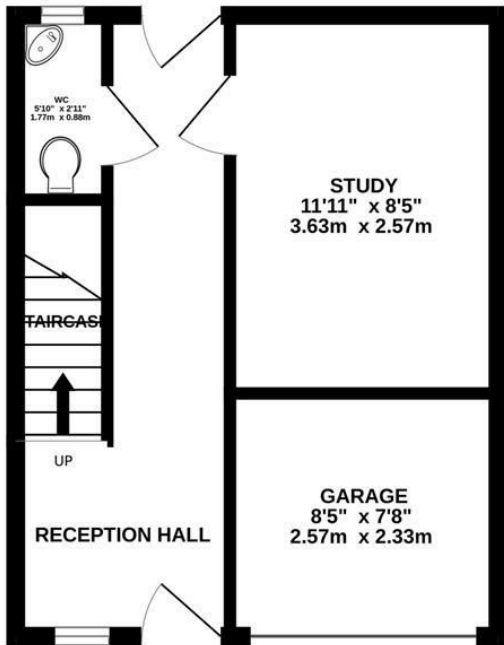 WC
5'10" x 2'11"
1.77m x 0.88m
STUDY
11'11" x 8'5"
3.63m x 2.57m
TAIRCAS
UP
GARAGE
8'5" x 7'8"
2.57m x 2.33m
RECEPTION HALL